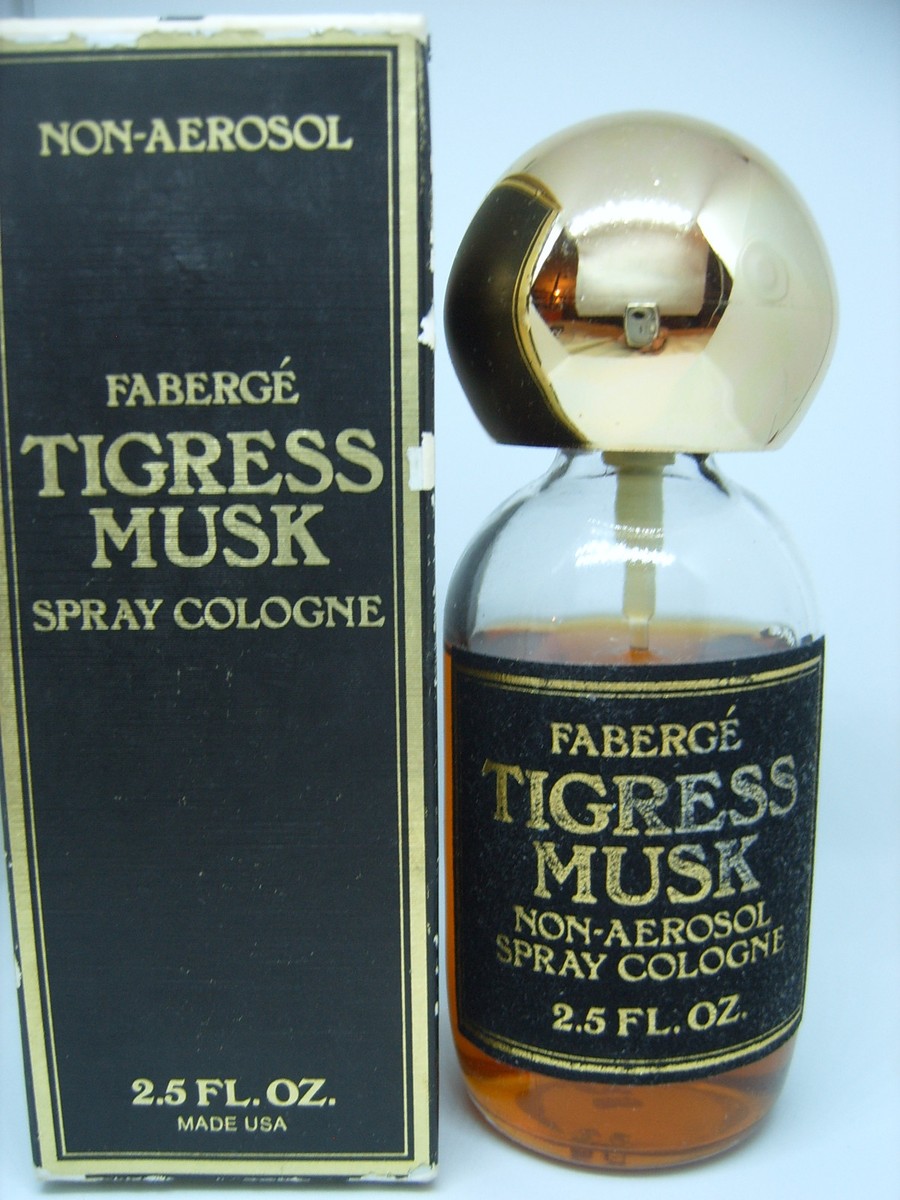 NON-AEROSOL
FABERGÉ
TIGRESS
MUSK
SPRAY COLOGNE
2.5 FL. OZ.
MADE USA
FABERGÉ
TIGRESS
MUSK
NON-AEROSOL
SPRAY COLOGNE
2.5 FL. OZ.